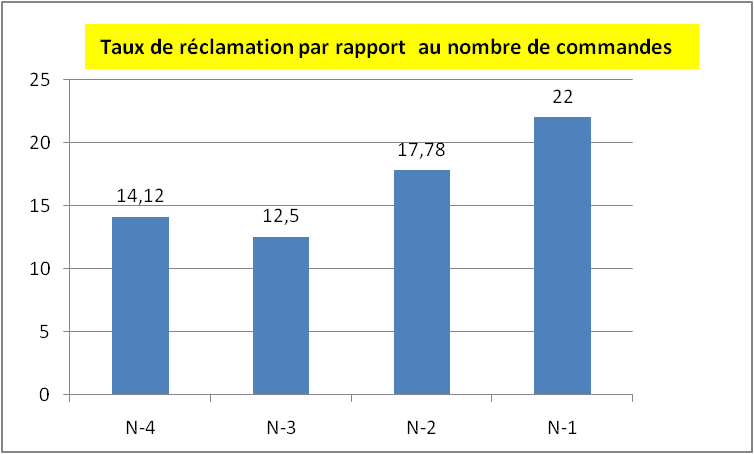 Taux de réclamation par rapport  au nombre de commandes
25
20
15
10
5
0
14,12
12,5
17,78
22
N-4
N-3
N-2
N-1